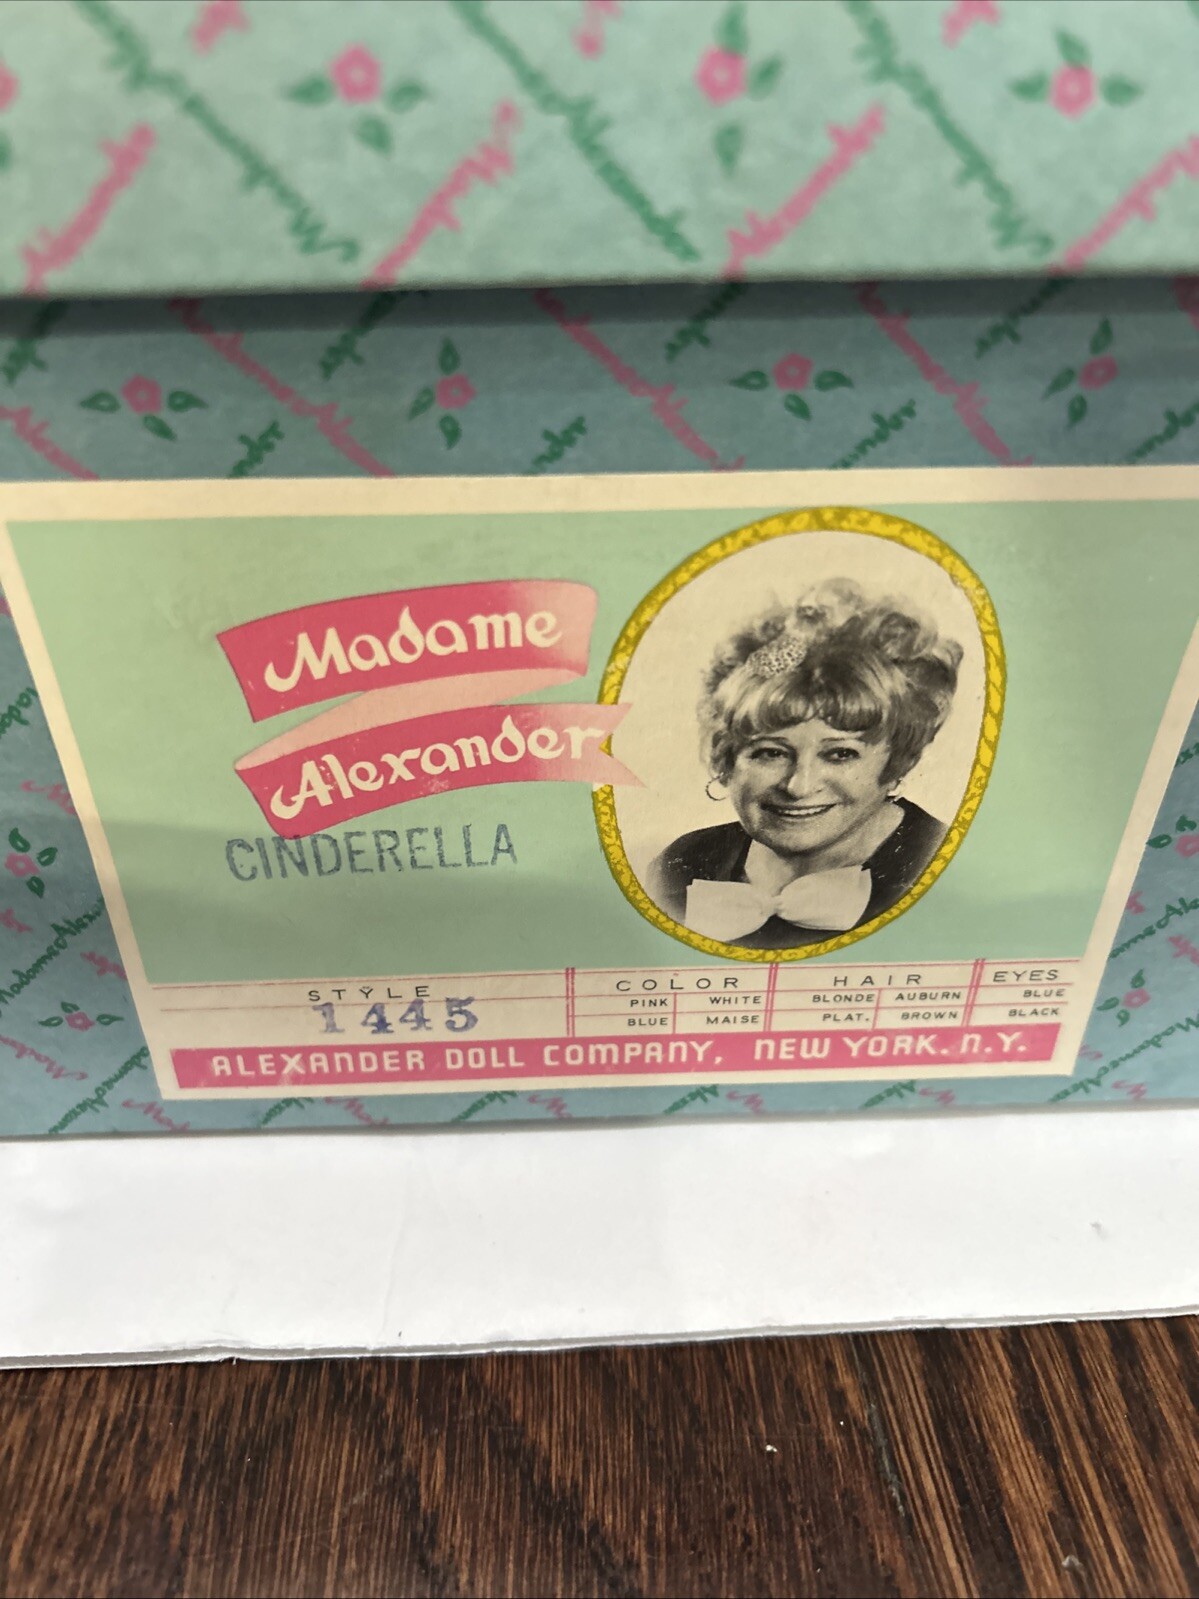 Madame
Alexander
CINDERELLA
STYLE
1445
COLOR
PINK WHITE
BLUE MAISE
HAIR
BLONDE AUBURN
PLAT. BROWN
EYES
BLUE
BLACK
ALEXANDER DOLL COMPANY, NEW YORK. N.Y.